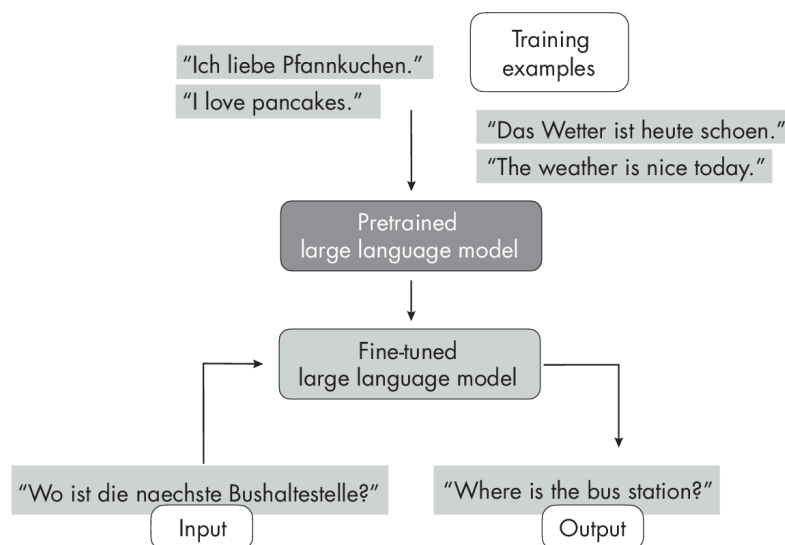 Training
examples
“Ich liebe Pfannkuchen.”
“I love pancakes.”
“Das Wetter ist heute schoen.”
“The weather is nice today.”
Pretrained
large language model
Fine-tuned
large language model
“Wo ist die naechste Bushaltestelle?”
Input
“Where is the bus station?”
Output